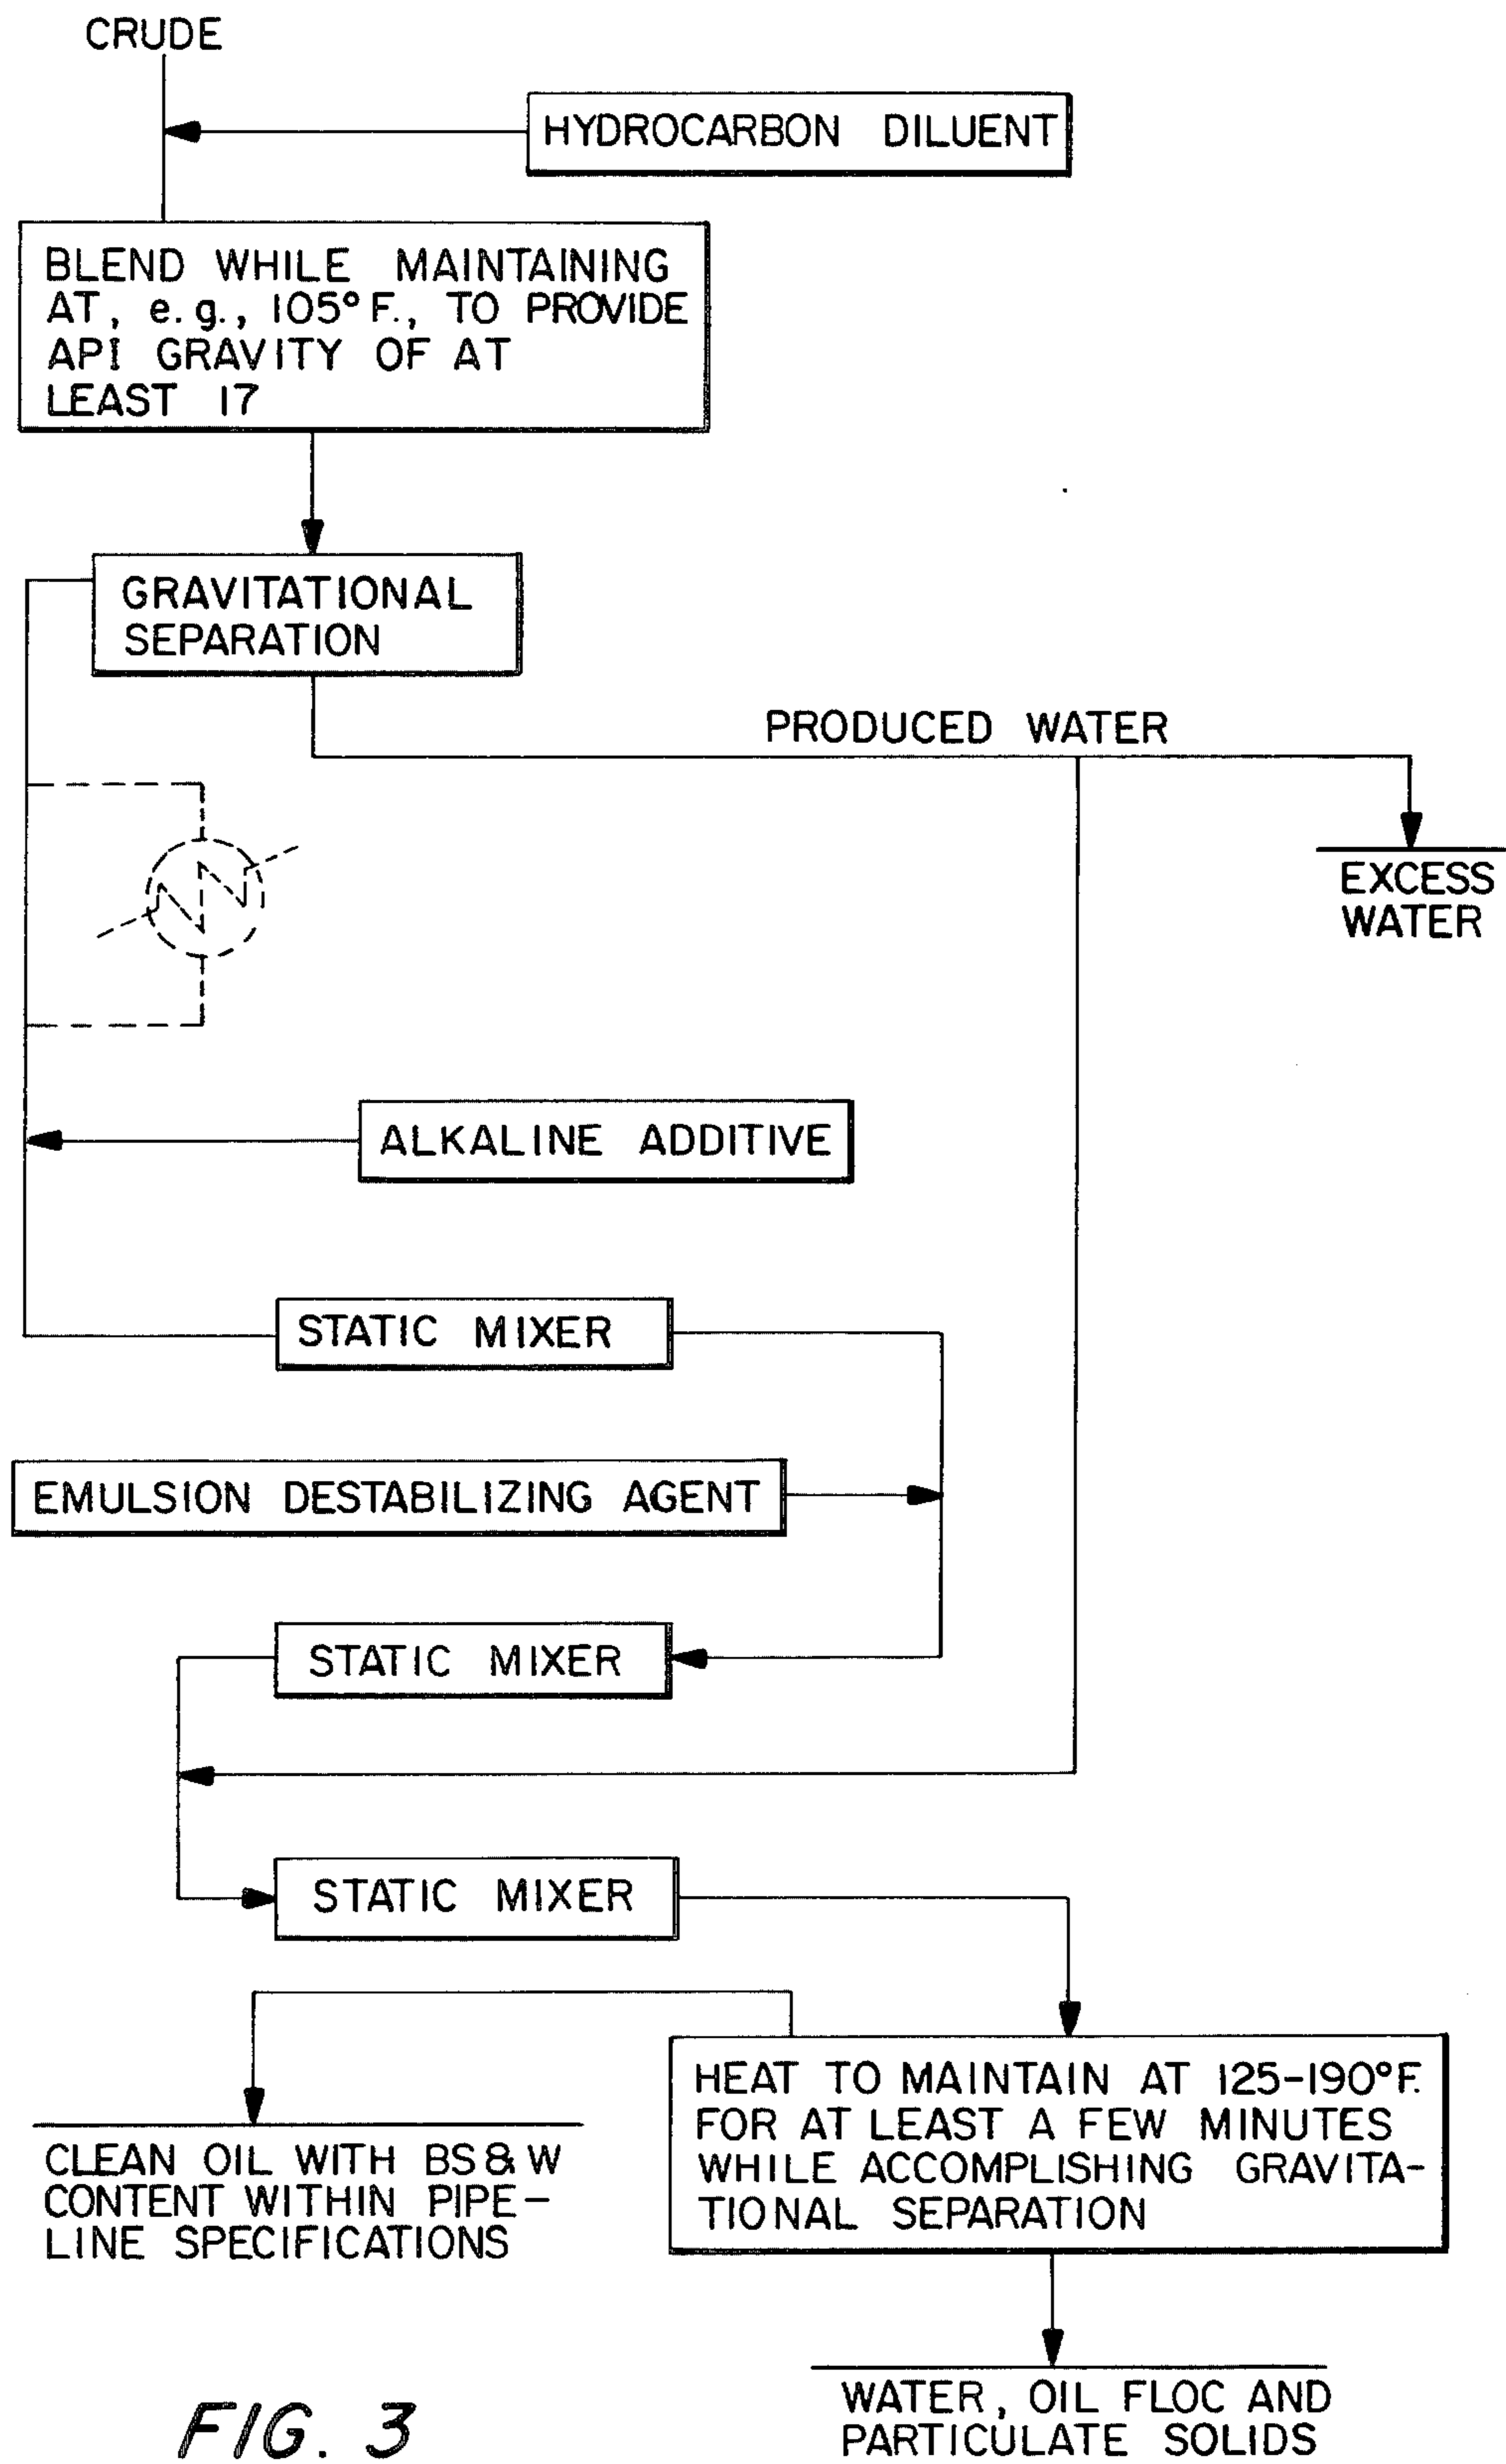 CRUDE
HYDROCARBON DILUENT
BLEND WHILE MAINTAINING
AT, e.g., 105° F., TO PROVIDE
API GRAVITY OF AT
LEAST 17
GRAVITATIONAL
SEPARATION
PRODUCED WATER
EXCESS
WATER
ALKALINE ADDITIVE
STATIC MIXER
EMULSION DESTABILIZING AGENT
STATIC MIXER
STATIC MIXER
HEAT TO MAINTAIN AT 125-190°F.
FOR AT LEAST A FEW MINUTES
WHILE ACCOMPLISHING GRAVITA-
TIONAL SEPARATION
CLEAN OIL WITH BS & W
CONTENT WITHIN PIPE-
LINE SPECIFICATIONS
WATER, OIL FLOC AND
PARTICULATE SOLIDS
FIG. 3